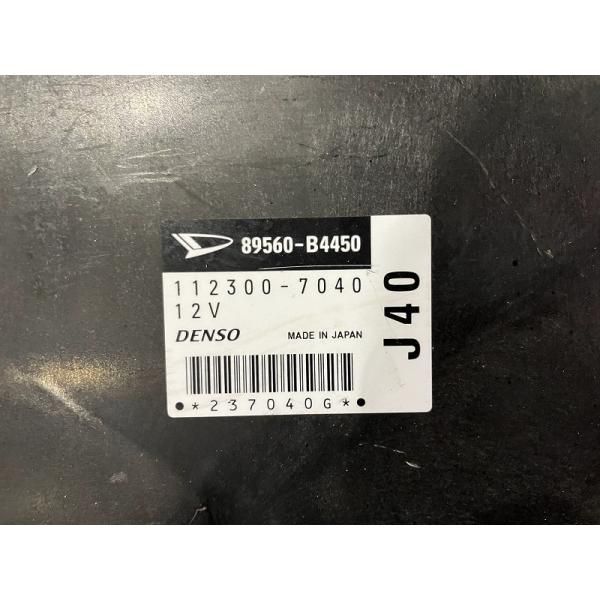 89560-B4450
112300-7040
12V
DENSO MADE IN JAPAN
*237040G*
J40